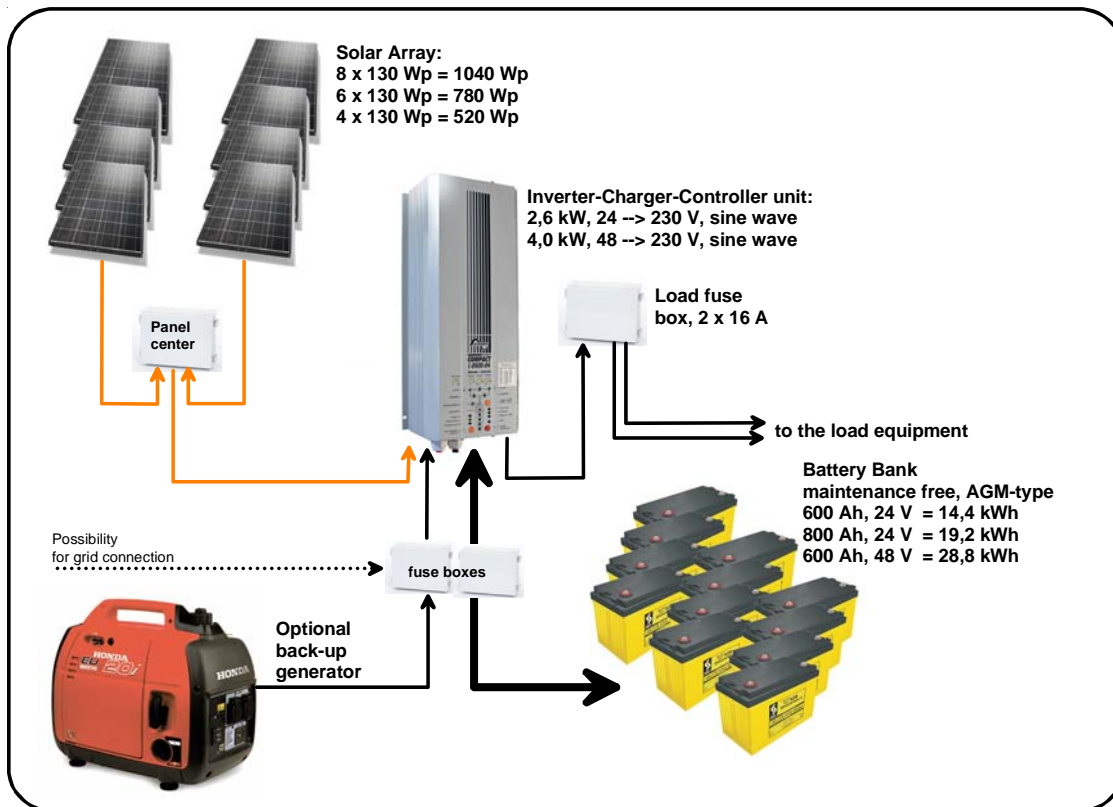 Solar Array:
8 x 130 Wp = 1040 Wp
6 x 130 Wp = 780 Wp
4 x 130 Wp = 520 Wp
Inverter-Charger-Controller unit:
2,6 kW, 24 --> 230 V, sine wave
4,0 kW, 48 --> 230 V, sine wave
Panel
center
Load fuse
box, 2 x 16 A
COMPACT
to the load equipment
Battery Bank
maintenance free, AGM-type
600 Ah, 24 V = 14,4 kWh
800 Ah, 24 V = 19,2 kWh
600 Ah, 48 V = 28,8 kWh
Possibility
for grid connection
fuse boxes
Optional
back-up
generator
HONDA
EU
20i
HONDA